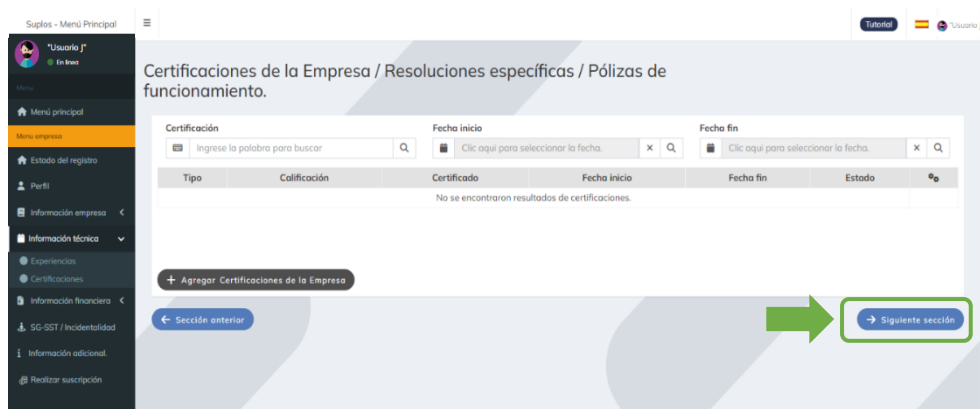 Suplos - Menú Principal
Tutorial
"Usuario J
"Usuario J"
En línea
Menu
Menú principal
Menu empresa
Estado del registro
Perfil
Información empresa
Información técnica
Experiencias
Certificaciones
Información financiera
SG-SST / Incidentalidad
Información adicional.
Realizar suscripción
Certificaciones de la Empresa / Resoluciones específicas / Pólizas de
funcionamiento.
Certificación Fecha inicio Fecha fin
Ingrese la palabra para buscar Clic aqui para seleccionar la fecha. x Clic aqui para seleccionar la fecha. x
Tipo Calificación Certificado Fecha inicio Fecha fin Estado
No se encontraron resultados de certificaciones.
+ Agregar Certificaciones de la Empresa
← Sección anterior → Siguiente sección